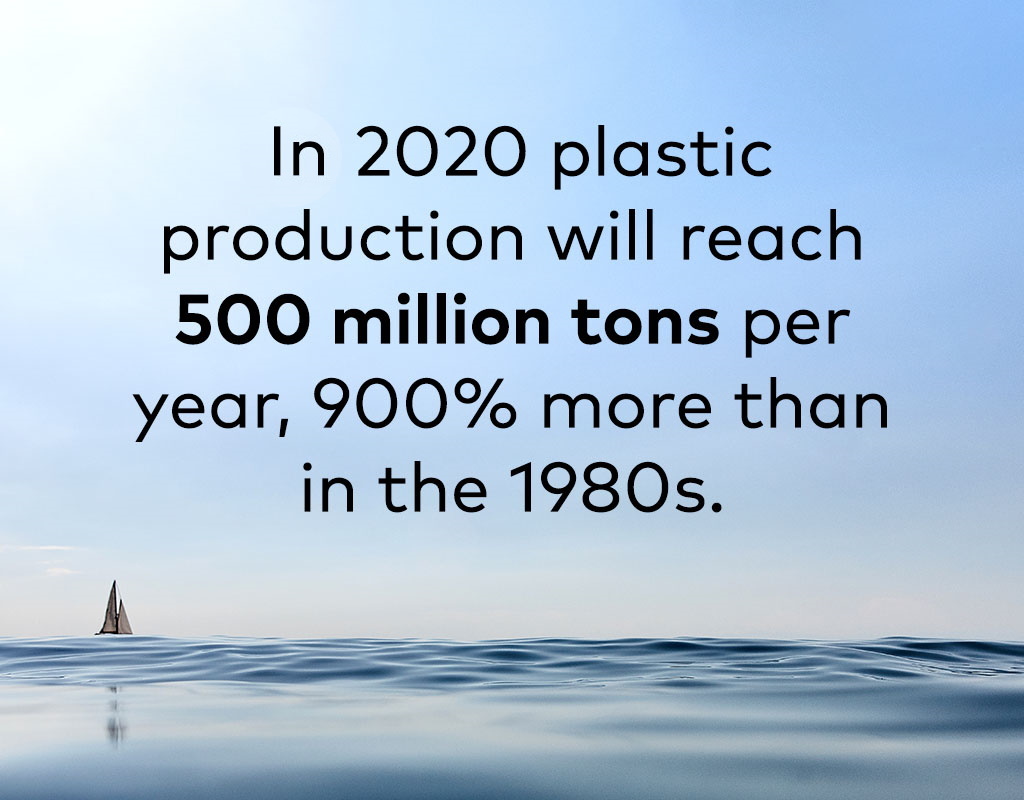 In 2020 plastic
production will reach
500 million tons per
year, 900% more than
in the 1980s.